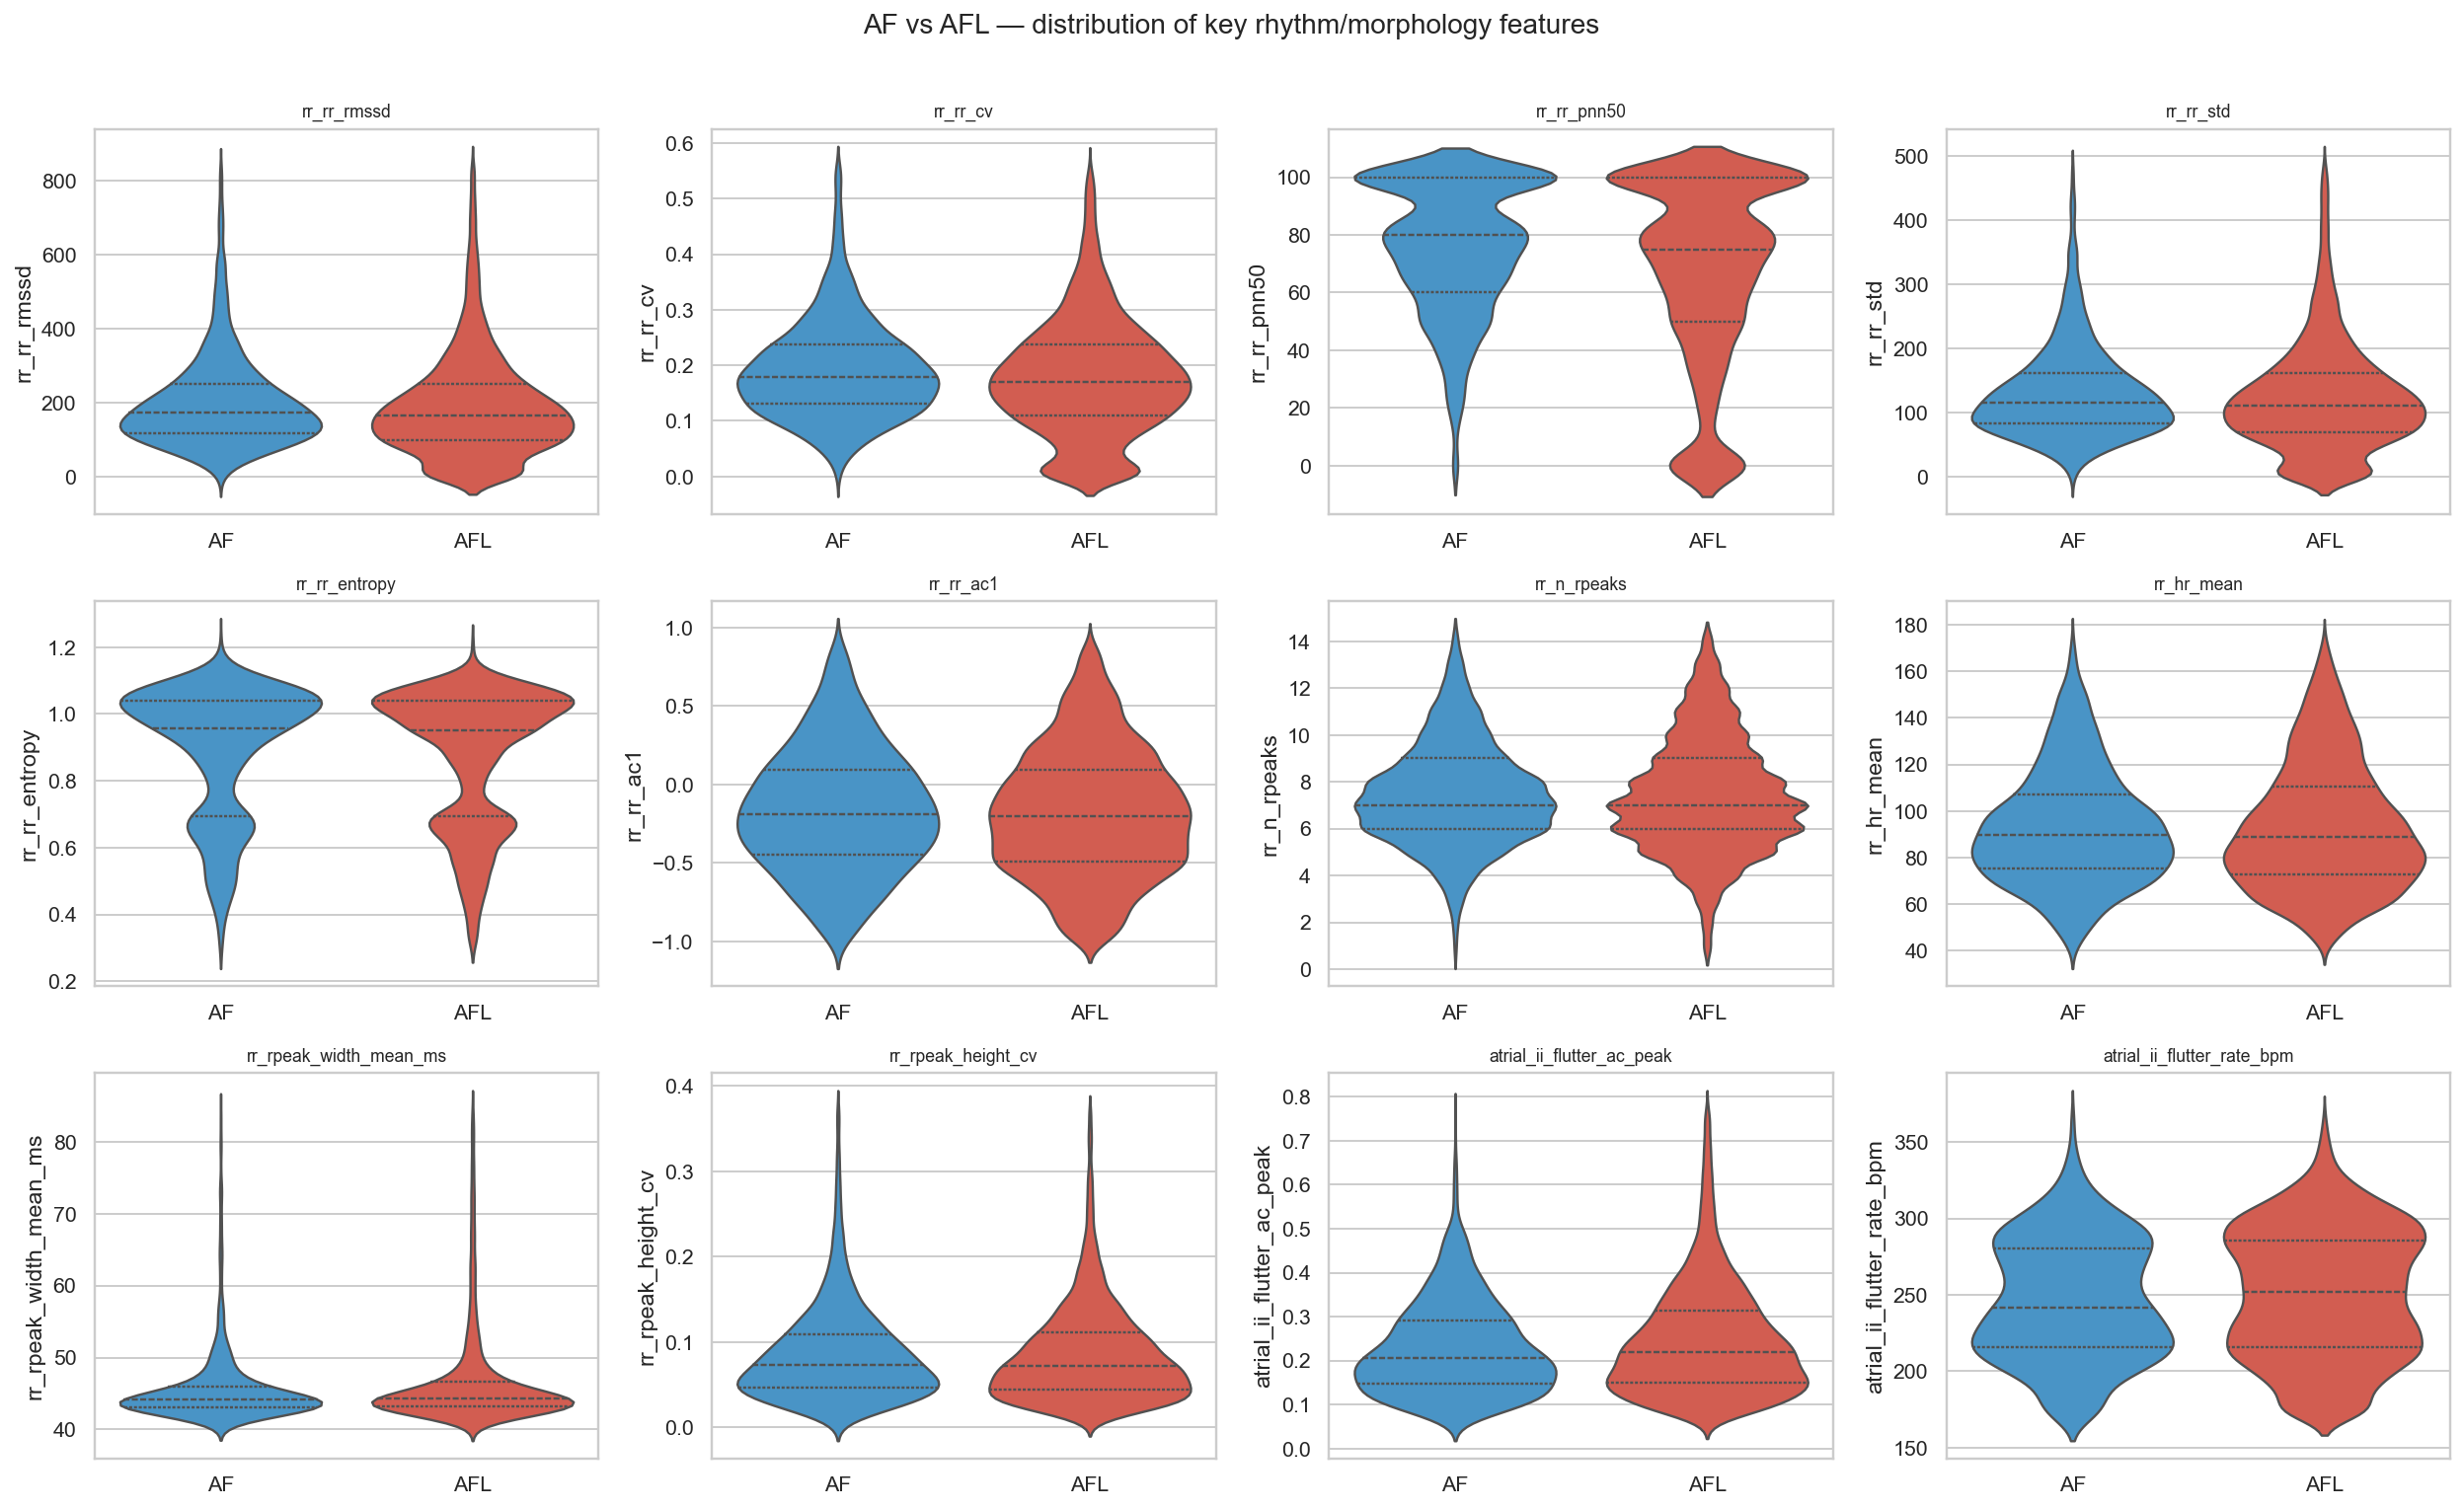 AF vs AFL — distribution of key rhythm/morphology features
rr_rr_rmssd
rr_rr_rmssd
800
600
400
200
0
AF AFL
rr_rr_cv
rr_rr_cv
0.6
0.5
0.4
0.3
0.2
0.1
0.0
AF AFL
rr_rr_pnn50
rr_rr_pnn50
100
80
60
40
20
0
AF AFL
rr_rr_std
rr_rr_std
500
400
300
200
100
0
AF AFL
rr_rr_entropy
rr_rr_entropy
1.2
1.0
0.8
0.6
0.4
0.2
AF AFL
rr_rr_ac1
rr_rr_ac1
1.0
0.5
0.0
−0.5
−1.0
AF AFL
rr_n_rpeaks
rr_n_rpeaks
14
12
10
8
6
4
2
0
AF AFL
rr_hr_mean
rr_hr_mean
180
160
140
120
100
80
60
40
AF AFL
rr_rpeak_width_mean_ms
rr_rpeak_width_mean_ms
80
70
60
50
40
AF AFL
rr_rpeak_height_cv
rr_rpeak_height_cv
0.4
0.3
0.2
0.1
0.0
AF AFL
atrial_ii_flutter_ac_peak
atrial_ii_flutter_ac_peak
0.8
0.7
0.6
0.5
0.4
0.3
0.2
0.1
0.0
AF AFL
atrial_ii_flutter_rate_bpm
atrial_ii_flutter_rate_bpm
350
300
250
200
150
AF AFL